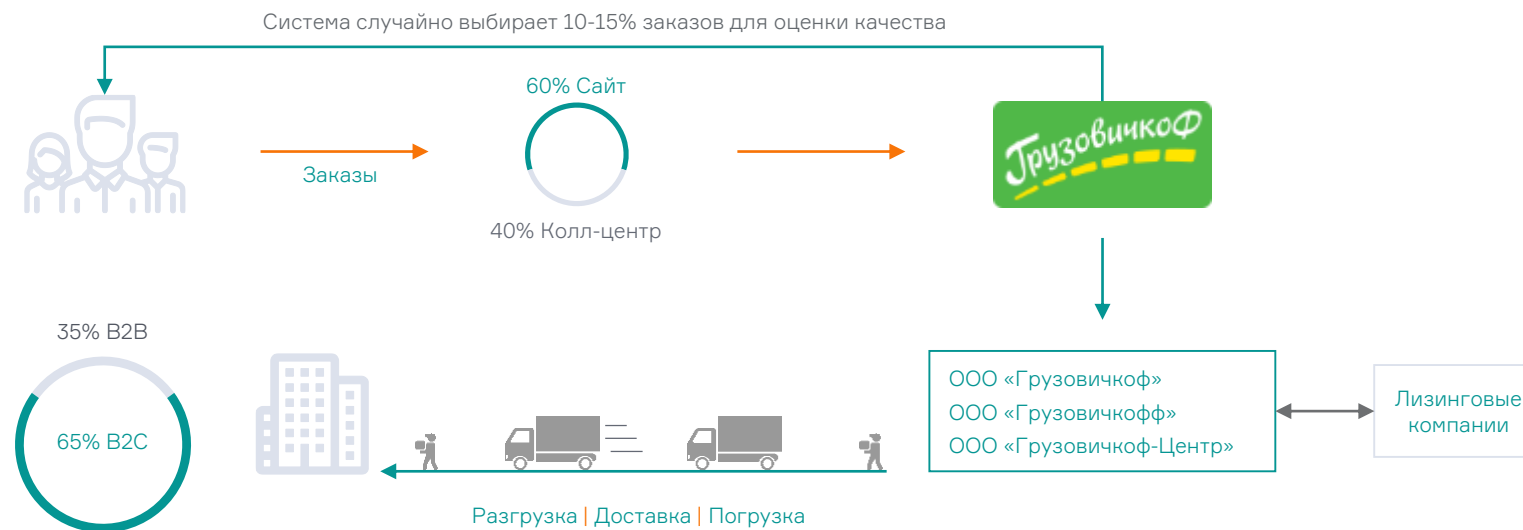 Система случайно выбирает 10-15% заказов для оценки качества
60% Сайт
Заказы
40% Колл-центр
ГрузовичкоФ
35% B2B
65% B2C
ООО «Грузовичкоф»
ООО «Грузовичкофф»
ООО «Грузовичкоф-Центр»
Лизинговые
компании
Разгрузка | Доставка | Погрузка